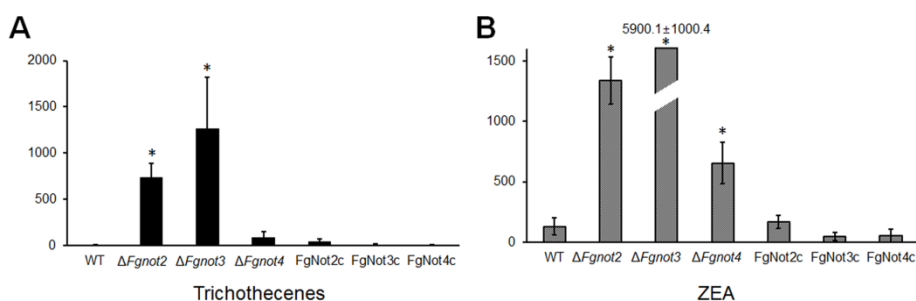 A
2000
1500
1000
500
0
*
*
WT ΔFgnot2 ΔFgnot3 ΔFgnot4 FgNot2c FgNot3c FgNot4c
Trichothecenes
B
5900.1±1000.4
1500
1000
500
0
*
*
*
WT ΔFgnot2 ΔFgnot3 ΔFgnot4 FgNot2c FgNot3c FgNot4c
ZEA